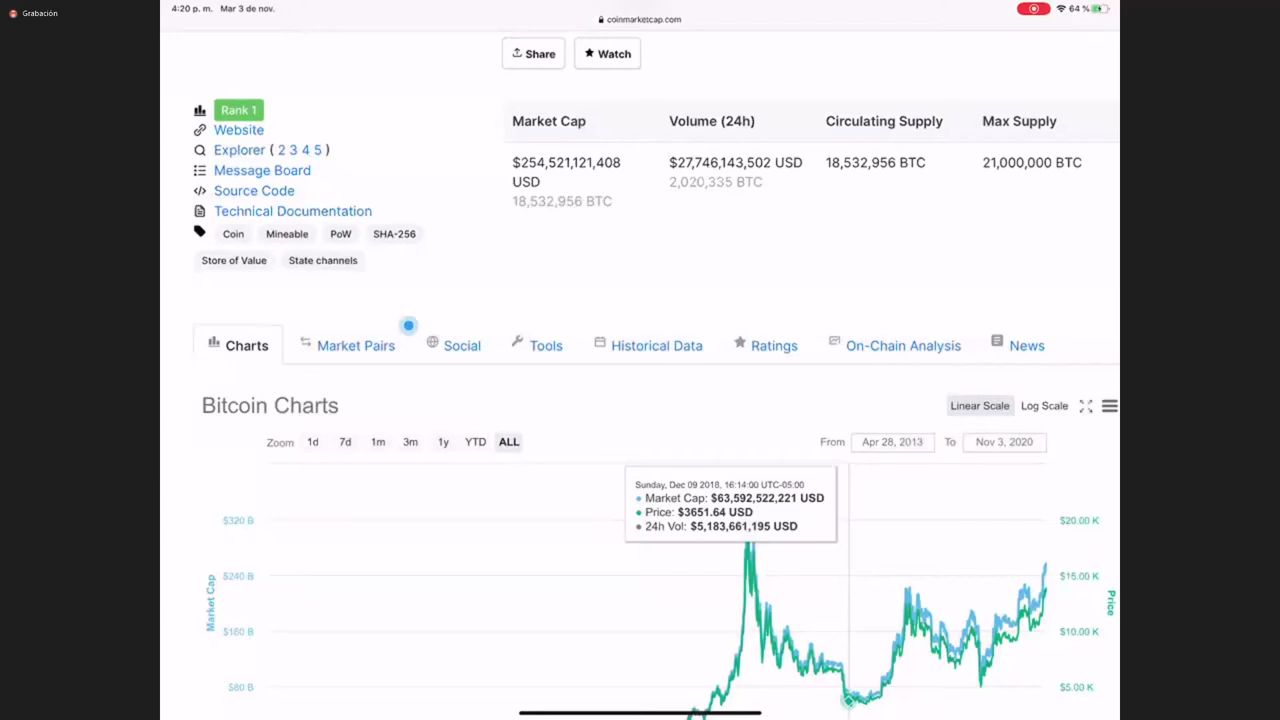 Grabación
4:20 p. m. Mar 3 de nov.
64 %
coinmarketcap.com
Share
Watch
Rank 1
Website
Explorer ( 2 3 4 5 )
Message Board
Source Code
Technical Documentation
Coin Mineable PoW SHA-256
Store of Value State channels
Market Cap Volume (24h) Circulating Supply Max Supply
$254,521,121,408 $27,746,143,502 USD 18,532,956 BTC 21,000,000 BTC
USD 2,020,335 BTC
18,532,956 BTC
Charts Market Pairs Social Tools Historical Data Ratings On-Chain Analysis News
Bitcoin Charts
Linear Scale Log Scale
Zoom 1d 7d 1m 3m 1y YTD ALL
From Apr 28, 2013 To Nov 3, 2020
Sunday, Dec 09 2018, 16:14:00 UTC-05:00
Market Cap: $63,592,522,221 USD
Price: $3651.64 USD
24h Vol: $5,183,661,195 USD
$320 B $20.00 K
$240 B $15.00 K
$160 B $10.00 K
$80 B $5.00 K
Market Cap
Price